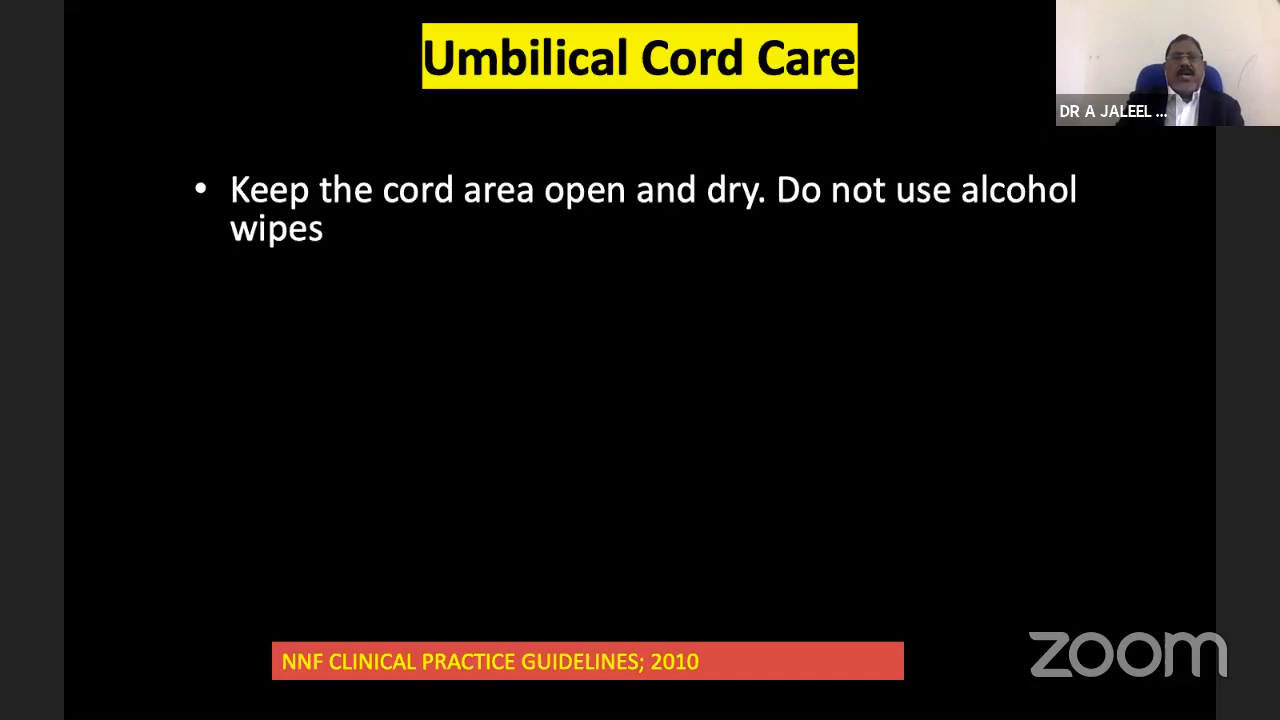 Umbilical Cord Care
DR A JALEEL ...
• Keep the cord area open and dry. Do not use alcohol
wipes
NNF CLINICAL PRACTICE GUIDELINES; 2010
zoom